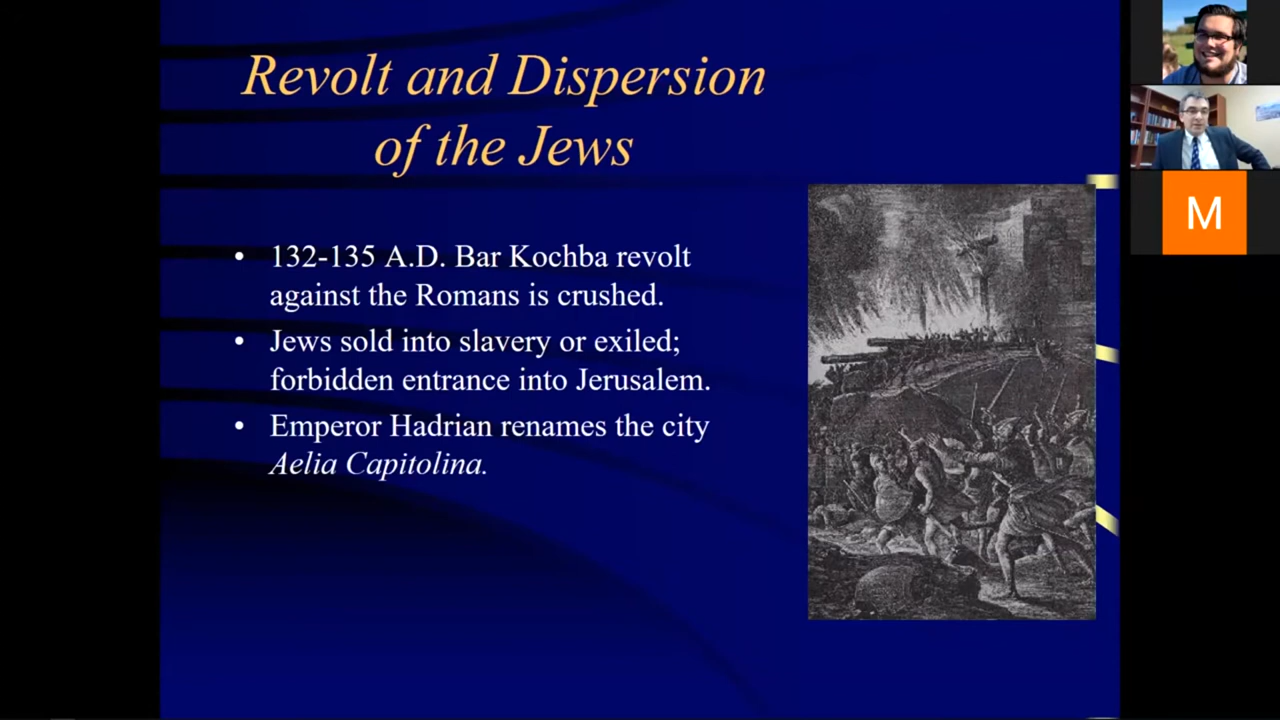 Revolt and Dispersion
of the Jews
• 132-135 A.D. Bar Kochba revolt
against the Romans is crushed.
• Jews sold into slavery or exiled;
forbidden entrance into Jerusalem.
• Emperor Hadrian renames the city
Aelia Capitolina.
M